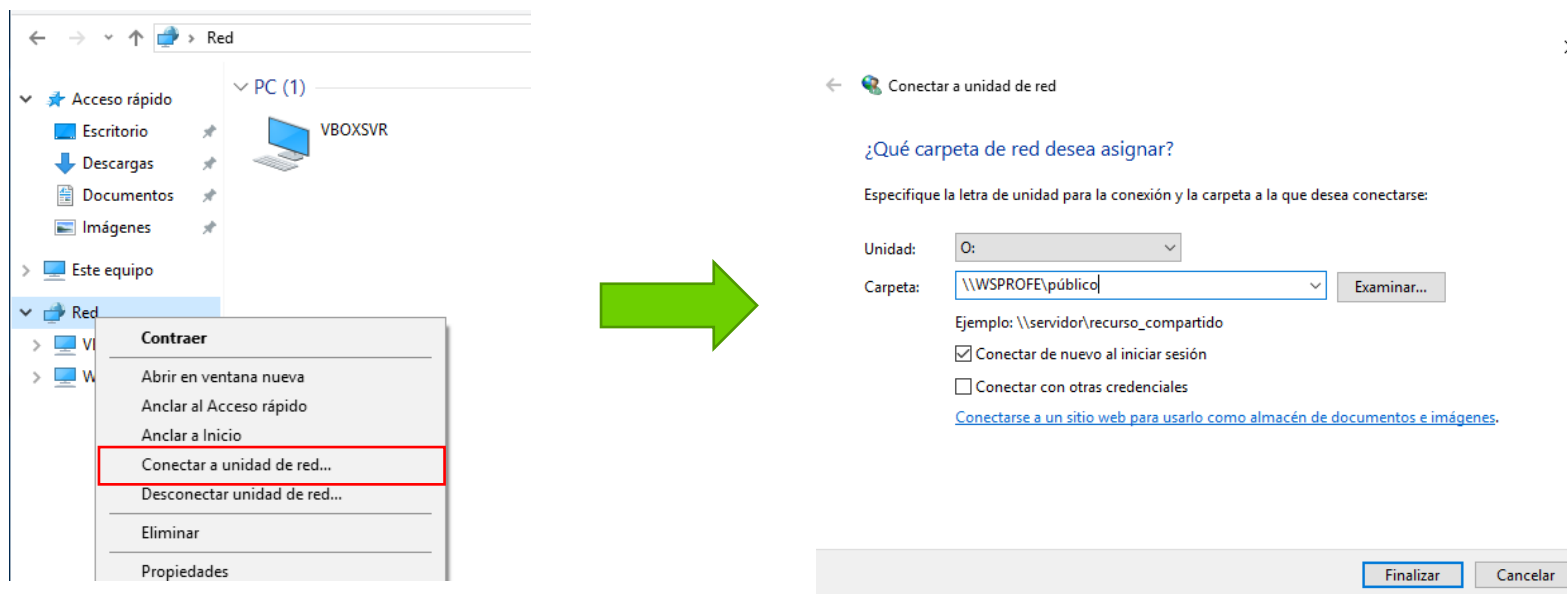 Red
Acceso rápido
Escritorio
Descargas
Documentos
Imágenes
Este equipo
Red
PC (1)
VBOXSVR
Contraer
Abrir en ventana nueva
Anclar al Acceso rápido
Anclar a Inicio
Conectar a unidad de red...
Desconectar unidad de red...
Eliminar
Propiedades
Conectar a unidad de red
¿Qué carpeta de red desea asignar?
Especifique la letra de unidad para la conexión y la carpeta a la que desea conectarse:
Unidad: O:
Carpeta: \\WSPROFE\público Examinar...
Ejemplo: \\servidor\recurso_compartido
Conectar de nuevo al iniciar sesión
Conectar con otras credenciales
Conectarse a un sitio web para usarlo como almacén de documentos e imágenes.
Finalizar Cancelar